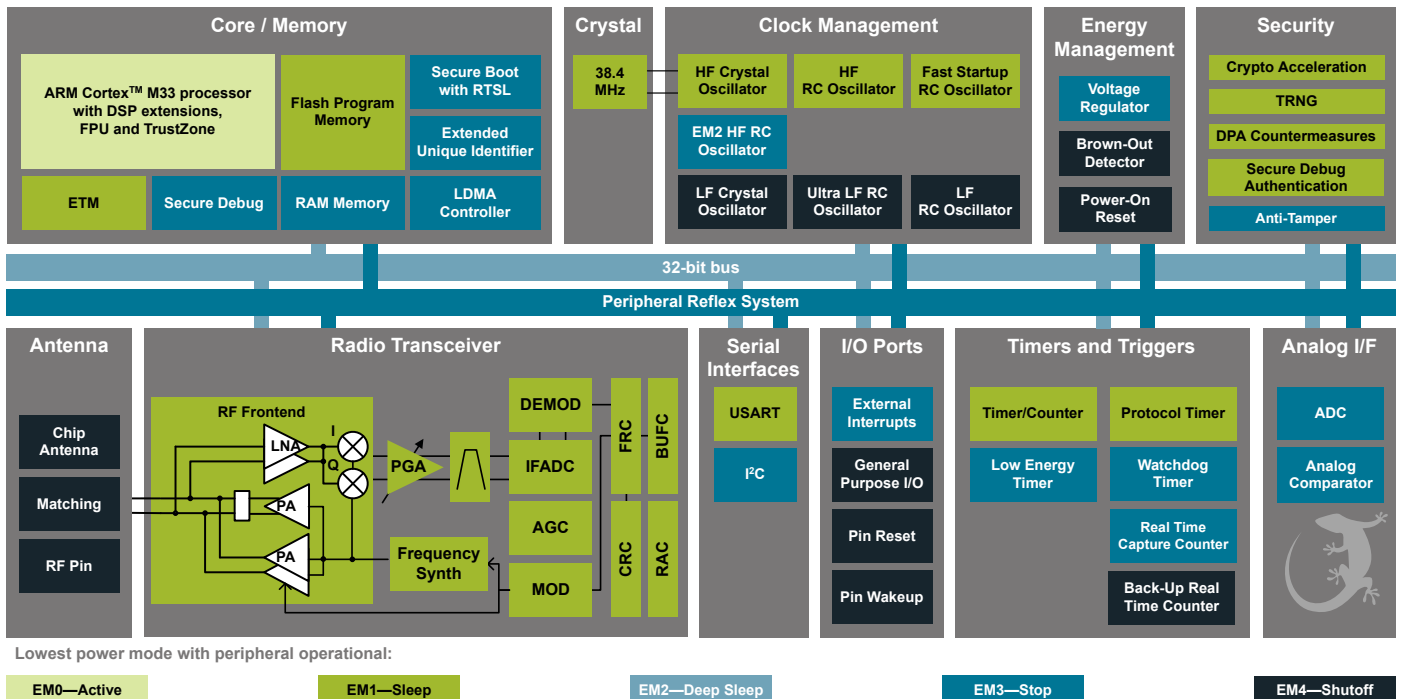 Core / Memory
ARM Cortex™ M33 processor
with DSP extensions,
FPU and TrustZone
Flash Program
Memory
Secure Boot
with RTSL
Extended
Unique Identifier
ETM
Secure Debug
RAM Memory
LDMA
Controller
Crystal
38.4
MHz
Clock Management
HF Crystal
Oscillator
HF
RC Oscillator
Fast Startup
RC Oscillator
EM2 HF RC
Oscillator
LF Crystal
Oscillator
Ultra LF RC
Oscillator
LF
RC Oscillator
Energy
Management
Voltage
Regulator
Brown-Out
Detector
Power-On
Reset
Security
Crypto Acceleration
TRNG
DPA Countermeasures
Secure Debug
Authentication
Anti-Tamper
32-bit bus
Peripheral Reflex System
Antenna
Chip
Antenna
Matching
RF Pin
Radio Transceiver
RF Frontend
LNA
I
Q
PA
PA
PGA
Frequency
Synth
DEMOD
IFADC
AGC
MOD
FRC
BUFC
CRC
RAC
Serial
Interfaces
USART
I²C
I/O Ports
External
Interrupts
General
Purpose I/O
Pin Reset
Pin Wakeup
Timers and Triggers
Timer/Counter
Protocol Timer
Low Energy
Timer
Watchdog
Timer
Real Time
Capture Counter
Back-Up Real
Time Counter
Analog I/F
ADC
Analog
Comparator
Lowest power mode with peripheral operational:
EM0—Active
EM1—Sleep
EM2—Deep Sleep
EM3—Stop
EM4—Shutoff